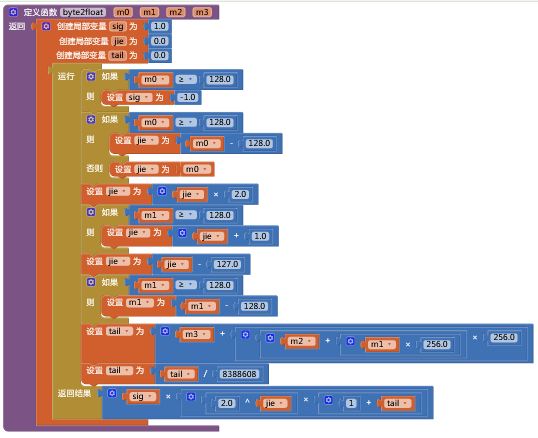 定义函数 byte2float m0 m1 m2 m3
返回 创建局部变量 sig 为 1.0
创建局部变量 jie 为 0.0
创建局部变量 tail 为 0.0
运行 如果 m0 ≥ 128.0
则 设置 sig 为 -1.0
如果 m0 ≥ 128.0
则 设置 jie 为 m0 - 128.0
否则 设置 jie 为 m0
设置 jie 为 jie × 2.0
如果 m1 ≥ 128.0
则 设置 jie 为 jie + 1.0
设置 jie 为 jie - 127.0
如果 m1 ≥ 128.0
则 设置 m1 为 m1 - 128.0
设置 tail 为 m3 + m2 + m1 × 256.0 × 256.0
设置 tail 为 tail / 8388608
返回结果 sig × 2.0 ^ jie × 1 + tail